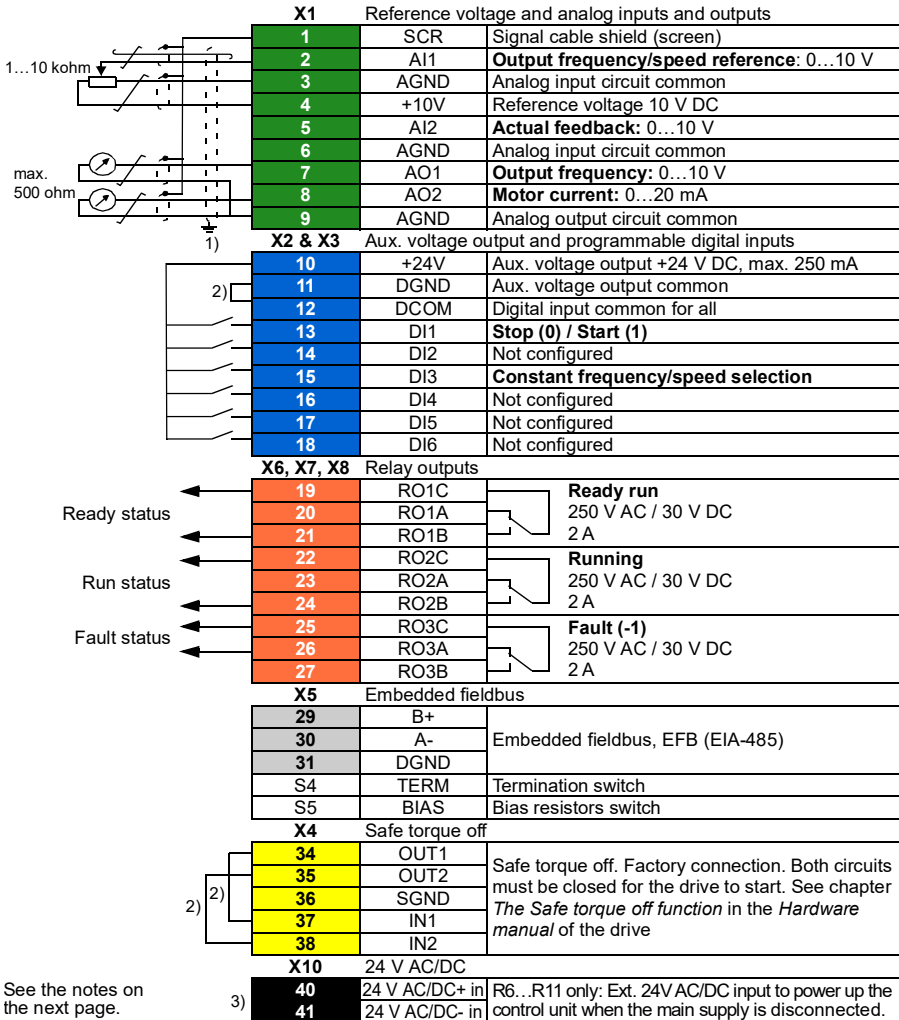 X1 Reference voltage and analog inputs and outputs
1 SCR Signal cable shield (screen)
1…10 kohm 2 AI1 Output frequency/speed reference: 0…10 V
3 AGND Analog input circuit common
4 +10V Reference voltage 10 V DC
5 AI2 Actual feedback: 0…10 V
6 AGND Analog input circuit common
max. 7 AO1 Output frequency: 0…10 V
500 ohm 8 AO2 Motor current: 0…20 mA
9 AGND Analog output circuit common
1) X2 & X3 Aux. voltage output and programmable digital inputs
10 +24V Aux. voltage output +24 V DC, max. 250 mA
2) 11 DGND Aux. voltage output common
12 DCOM Digital input common for all
13 DI1 Stop (0) / Start (1)
14 DI2 Not configured
15 DI3 Constant frequency/speed selection
16 DI4 Not configured
17 DI5 Not configured
18 DI6 Not configured
X6, X7, X8 Relay outputs
19 RO1C Ready run
Ready status 20 RO1A 250 V AC / 30 V DC
21 RO1B 2 A
22 RO2C Running
Run status 23 RO2A 250 V AC / 30 V DC
24 RO2B 2 A
25 RO3C Fault (-1)
Fault status 26 RO3A 250 V AC / 30 V DC
27 RO3B 2 A
X5 Embedded fieldbus
29 B+
30 A- Embedded fieldbus, EFB (EIA-485)
31 DGND
S4 TERM Termination switch
S5 BIAS Bias resistors switch
X4 Safe torque off
34 OUT1 Safe torque off. Factory connection. Both circuits
35 OUT2 must be closed for the drive to start. See chapter
2) 2) 36 SGND The Safe torque off function in the Hardware
37 IN1 manual of the drive
38 IN2
X10 24 V AC/DC
See the notes on 40 24 V AC/DC+ in R6…R11 only: Ext. 24V AC/DC input to power up the
the next page. 3) 41 24 V AC/DC- in control unit when the main supply is disconnected.